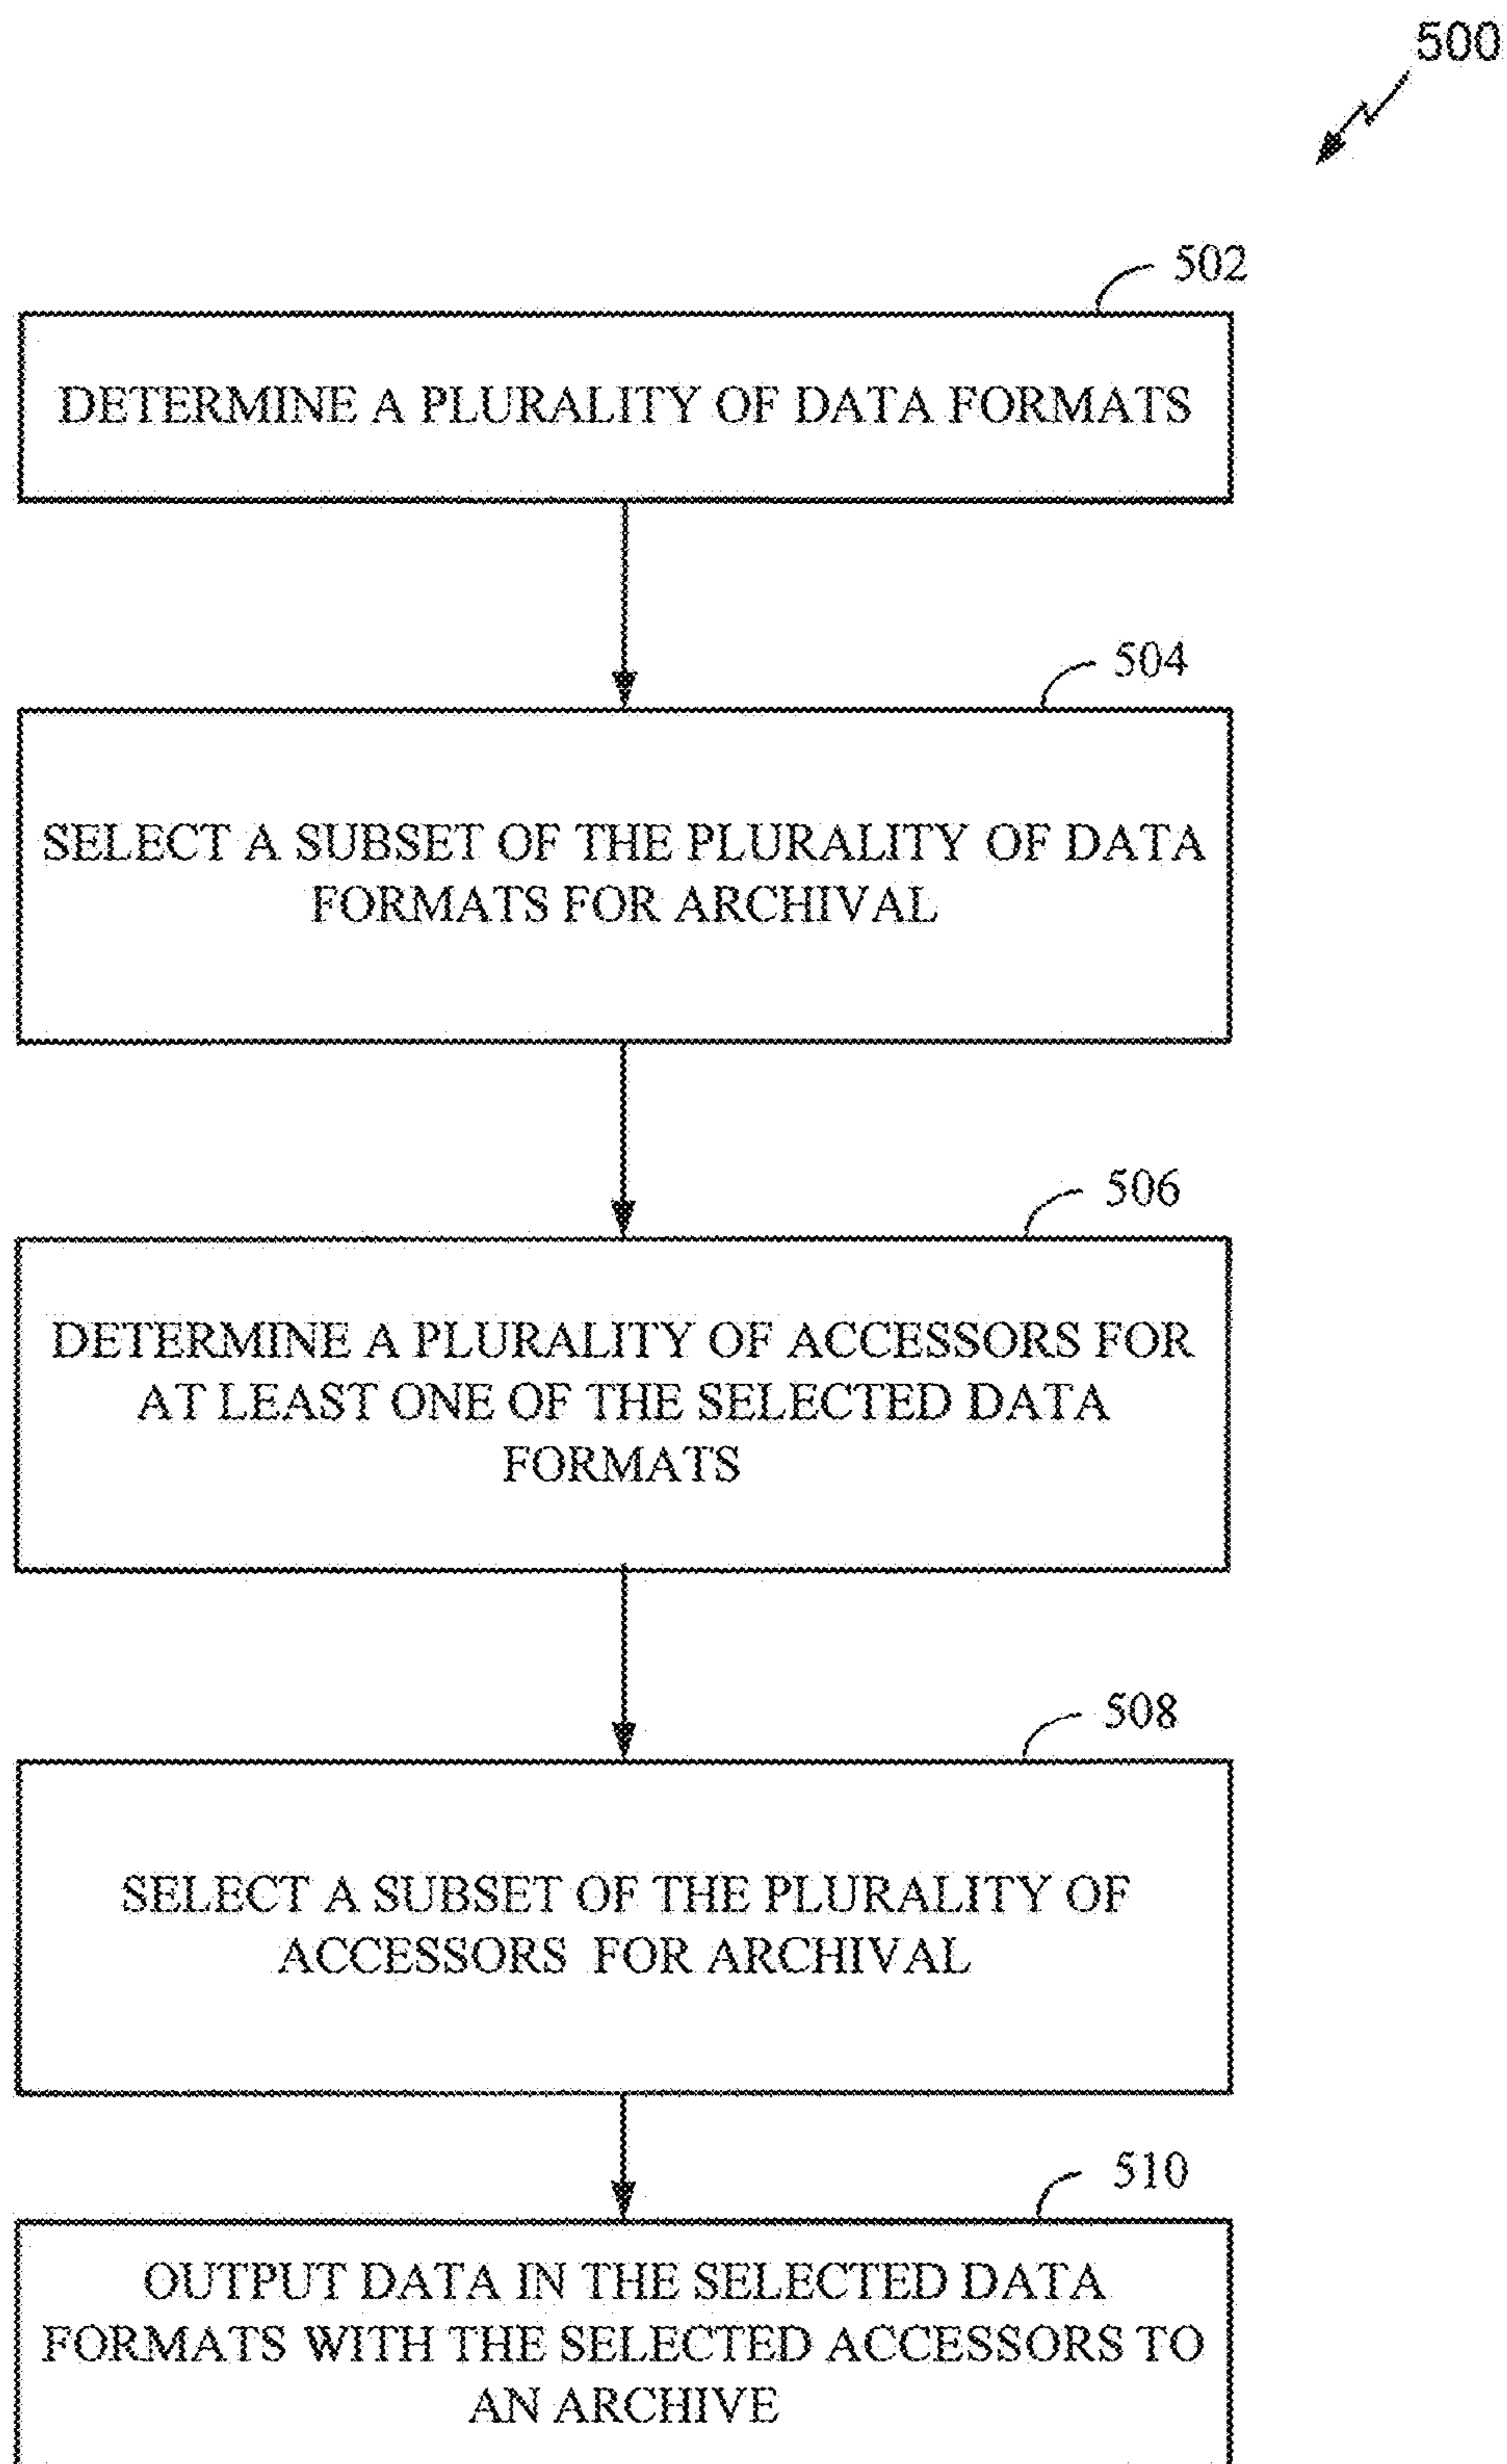 500
502
DETERMINE A PLURALITY OF DATA FORMATS
504
SELECT A SUBSET OF THE PLURALITY OF DATA
FORMATS FOR ARCHIVAL
506
DETERMINE A PLURALITY OF ACCESSORS FOR
AT LEAST ONE OF THE SELECTED DATA
FORMATS
508
SELECT A SUBSET OF THE PLURALITY OF
ACCESSORS FOR ARCHIVAL
510
OUTPUT DATA IN THE SELECTED DATA
FORMATS WITH THE SELECTED ACCESSORS TO
AN ARCHIVE